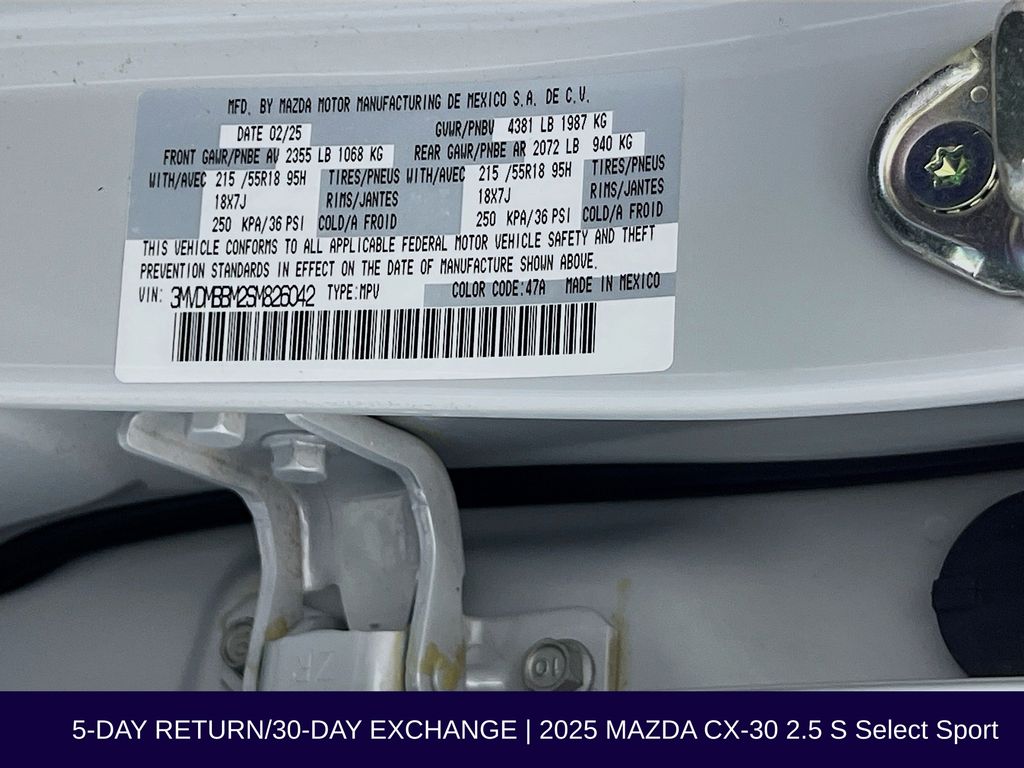 MFD. BY MAZDA MOTOR MANUFACTURING DE MEXICO S.A. DE C.V.
DATE 02/25 GVWR/PNBV 4381 LB 1987 KG
FRONT GAWR/PNBE AV 2355 LB 1068 KG REAR GAWR/PNBE AR 2072 LB 940 KG
WITH/AVEC 215 /55R18 95H TIRES/PNEUS WITH/AVEC 215 /55R18 95H TIRES/PNEUS
18X7J RIMS/JANTES 18X7J RIMS/JANTES
250 KPA/36 PSI COLD/A FROID 250 KPA/36 PSI COLD/A FROID
THIS VEHICLE CONFORMS TO ALL APPLICABLE FEDERAL MOTOR VEHICLE SAFETY AND THEFT
PREVENTION STANDARDS IN EFFECT ON THE DATE OF MANUFACTURE SHOWN ABOVE.
VIN: 3MVDMBBM2SM826042 TYPE:MPV COLOR CODE:47A MADE IN MEXICO
5-DAY RETURN/30-DAY EXCHANGE | 2025 MAZDA CX-30 2.5 S Select Sport